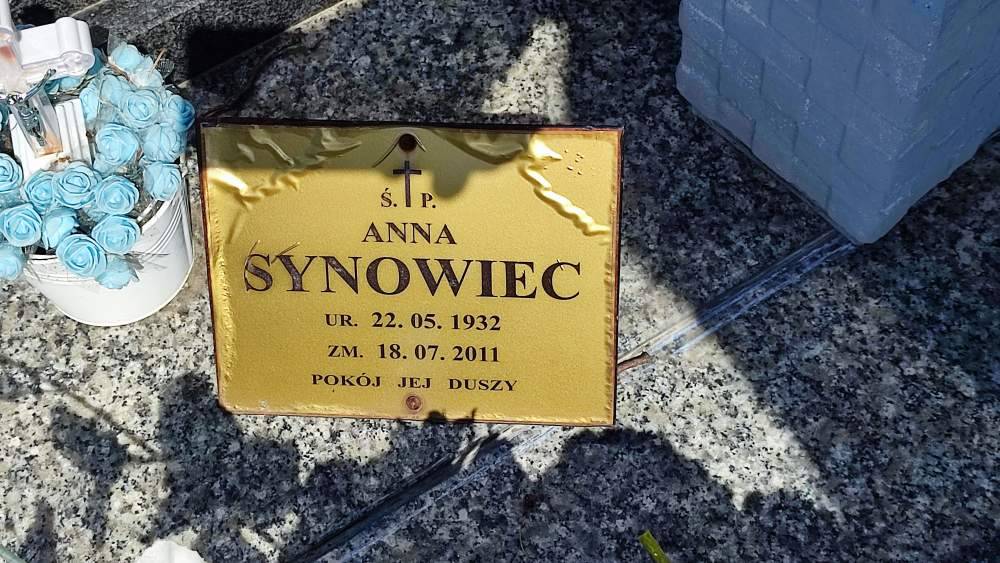 Ś. P.
ANNA
SYNOWIEC
UR. 22. 05. 1932
ZM. 18. 07. 2011
POKÓJ JEJ DUSZY